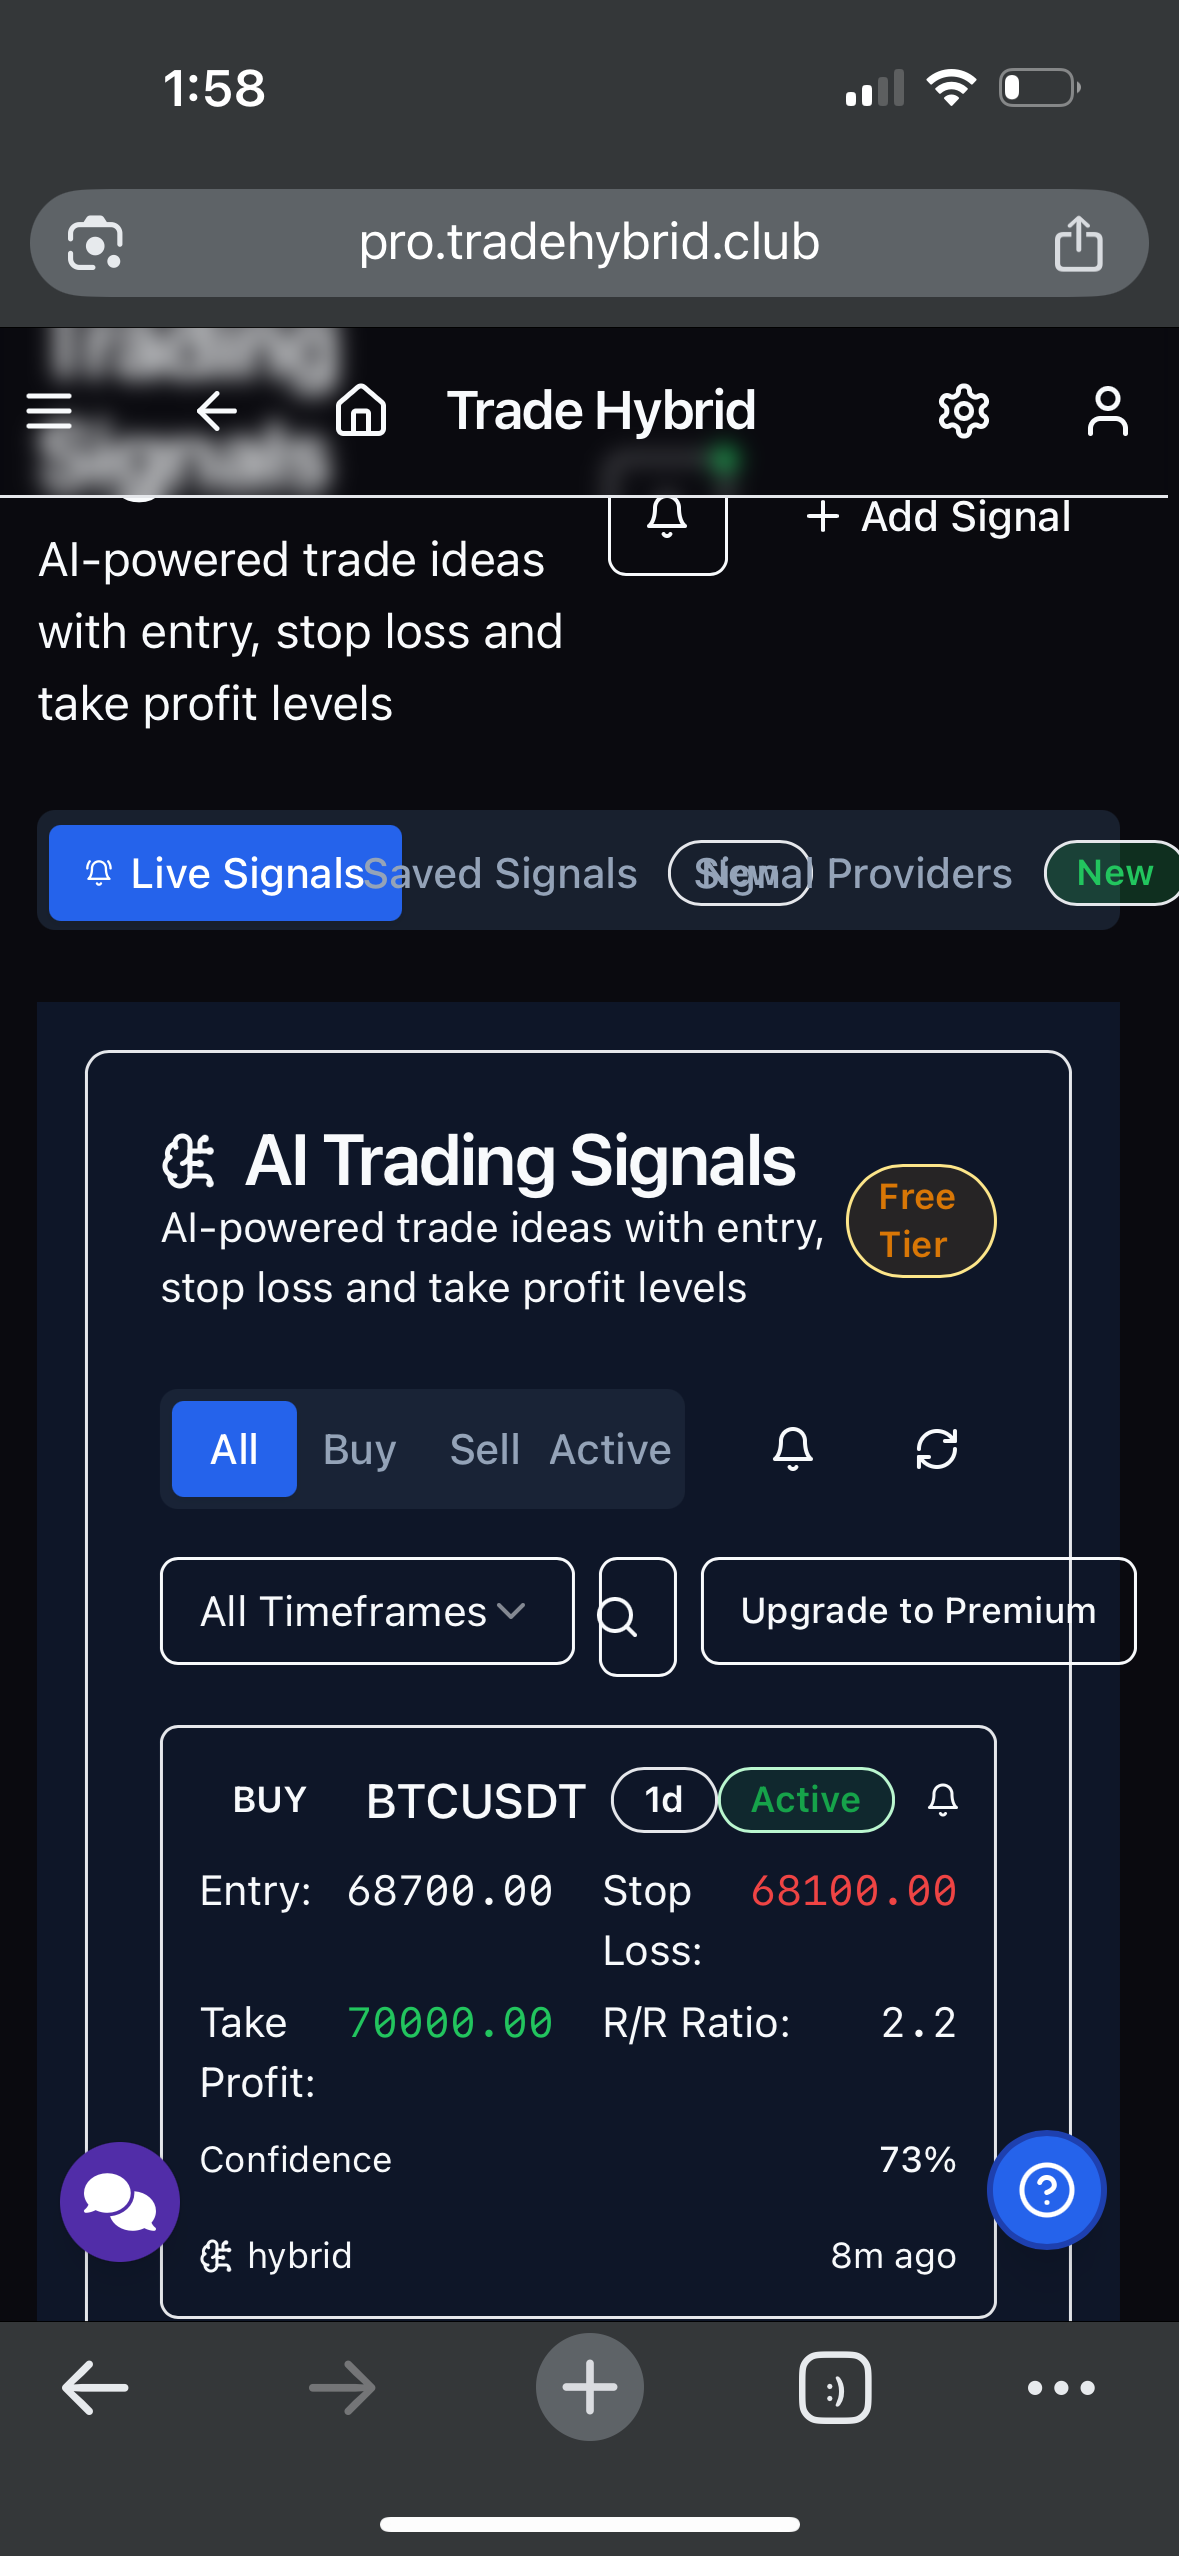 1:58
pro.tradehybrid.club
Trading
Trade Hybrid
Signals
+ Add Signal
AI-powered trade ideas
with entry, stop loss and
take profit levels
Live Signals Saved Signals New Signal Providers New
AI Trading Signals
Free
Tier
AI-powered trade ideas with entry,
stop loss and take profit levels
All Buy Sell Active
All Timeframes Upgrade to Premium
BUY BTCUSDT 1d Active
Entry: 68700.00 Stop Loss: 68100.00
Take Profit: 70000.00 R/R Ratio: 2.2
Confidence 73%
hybrid 8m ago
:)